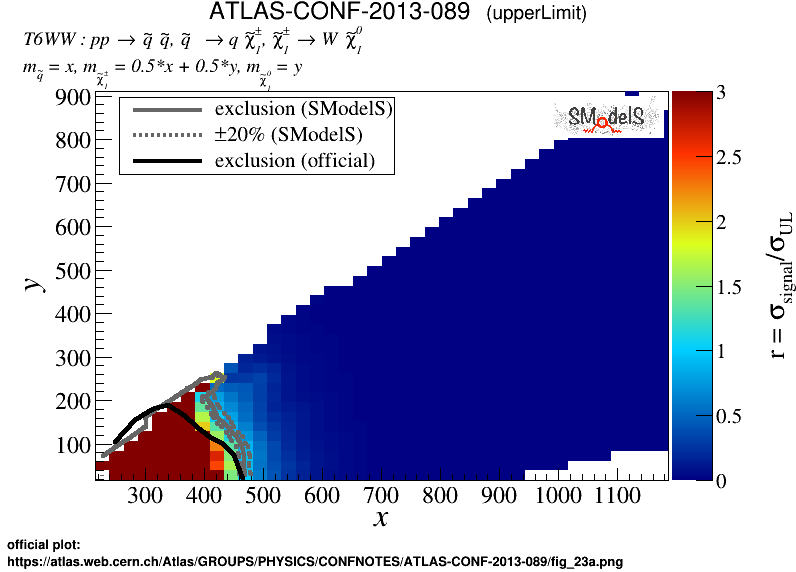 ATLAS-CONF-2013-089 (upperLimit)
T6WW : pp → q̃ q̃, q̃ → q χ̃₁±, χ̃₁± → W χ̃₁⁰
m_q̃ = x, m_χ̃₁± = 0.5*x + 0.5*y, m_χ̃₁⁰ = y
exclusion (SModelS)
±20% (SModelS)
exclusion (official)
SModelS
900
800
700
600
500
400
300
200
100
y
300 400 500 600 700 800 900 1000 1100
x
3
2.5
2
1.5
1
0.5
0
r = σ_signal/σ_UL
official plot:
https://atlas.web.cern.ch/Atlas/GROUPS/PHYSICS/CONFNOTES/ATLAS-CONF-2013-089/fig_23a.png